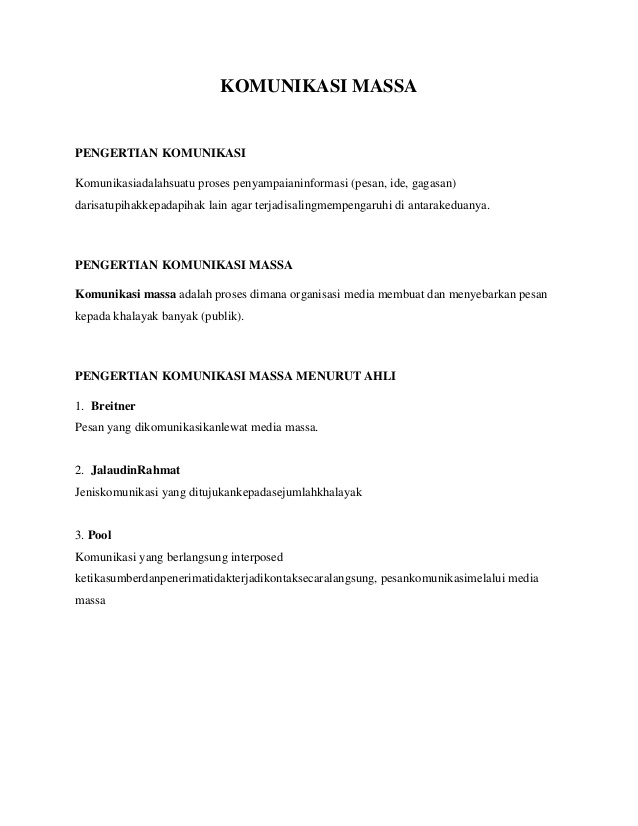 KOMUNIKASI MASSA
PENGERTIAN KOMUNIKASI
Komunikasiadalahsuatu proses penyampaianinformasi (pesan, ide, gagasan)
darisatupihakkepadapihak lain agar terjadisalingmempengaruhi di antarakeduanya.
PENGERTIAN KOMUNIKASI MASSA
Komunikasi massa adalah proses dimana organisasi media membuat dan menyebarkan pesan
kepada khalayak banyak (publik).
PENGERTIAN KOMUNIKASI MASSA MENURUT AHLI
1. Breitner
Pesan yang dikomunikasikanlewat media massa.
2. JalaudinRahmat
Jeniskomunikasi yang ditujukankepadasejumlahkhalayak
3. Pool
Komunikasi yang berlangsung interposed
ketikasumberdanpenerimatidakterjadikontaksecaralangsung, pesankomunikasimelalui media
massa